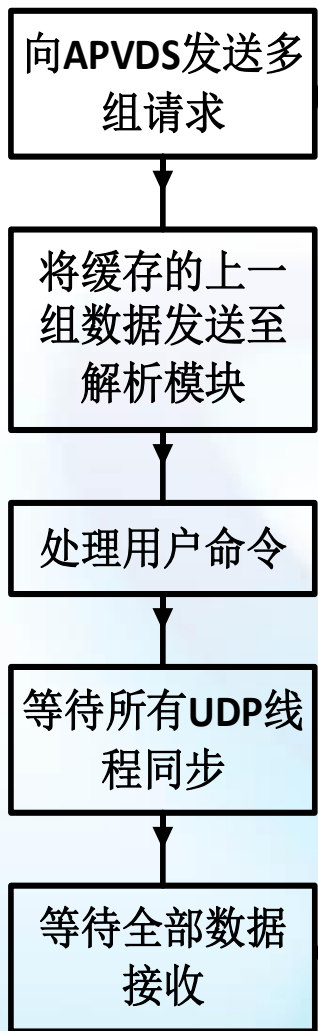 向APVDS发送多
组请求
将缓存的上一
组数据发送至
解析模块
处理用户命令
等待所有UDP线
程同步
等待全部数据
接收